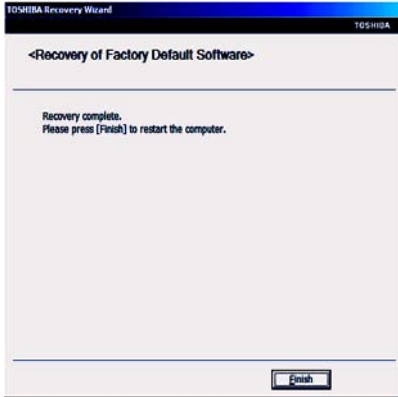 TOSHIBA Recovery Wizard
TOSHIBA
<Recovery of Factory Default Software>
Recovery complete.
Please press [Finish] to restart the computer.
Finish